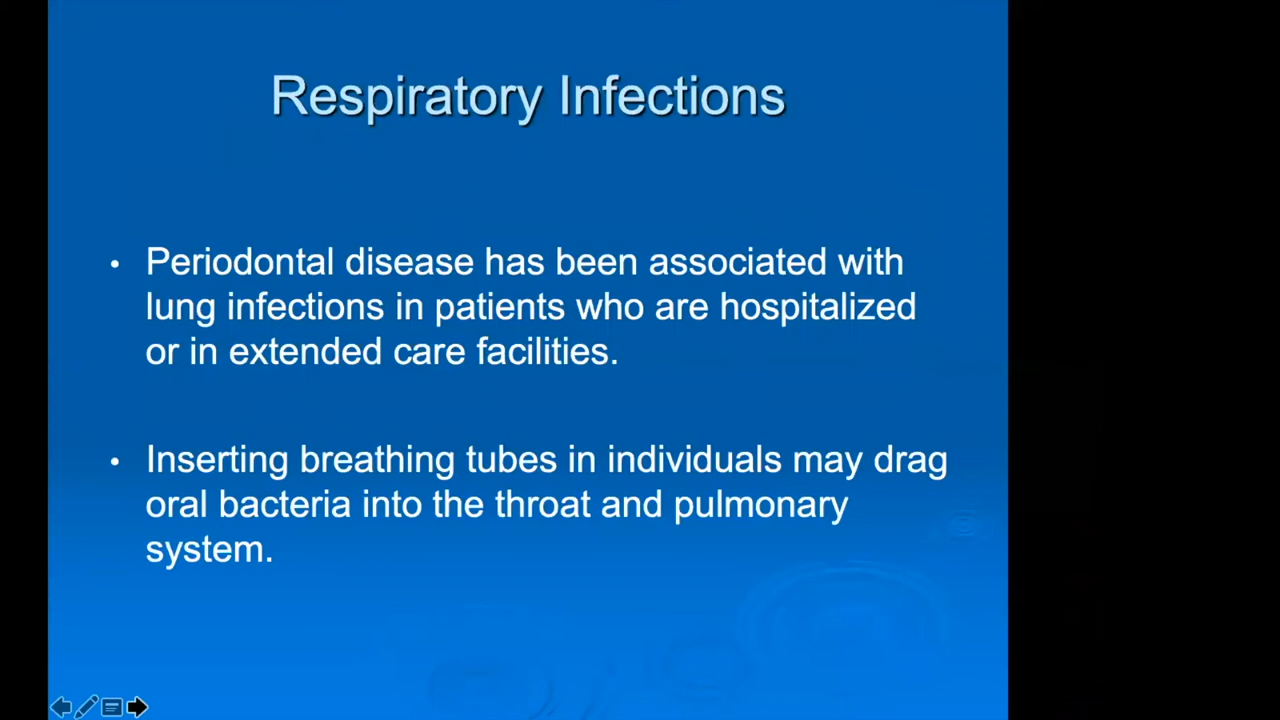 Respiratory Infections
• Periodontal disease has been associated with
lung infections in patients who are hospitalized
or in extended care facilities.
• Inserting breathing tubes in individuals may drag
oral bacteria into the throat and pulmonary
system.